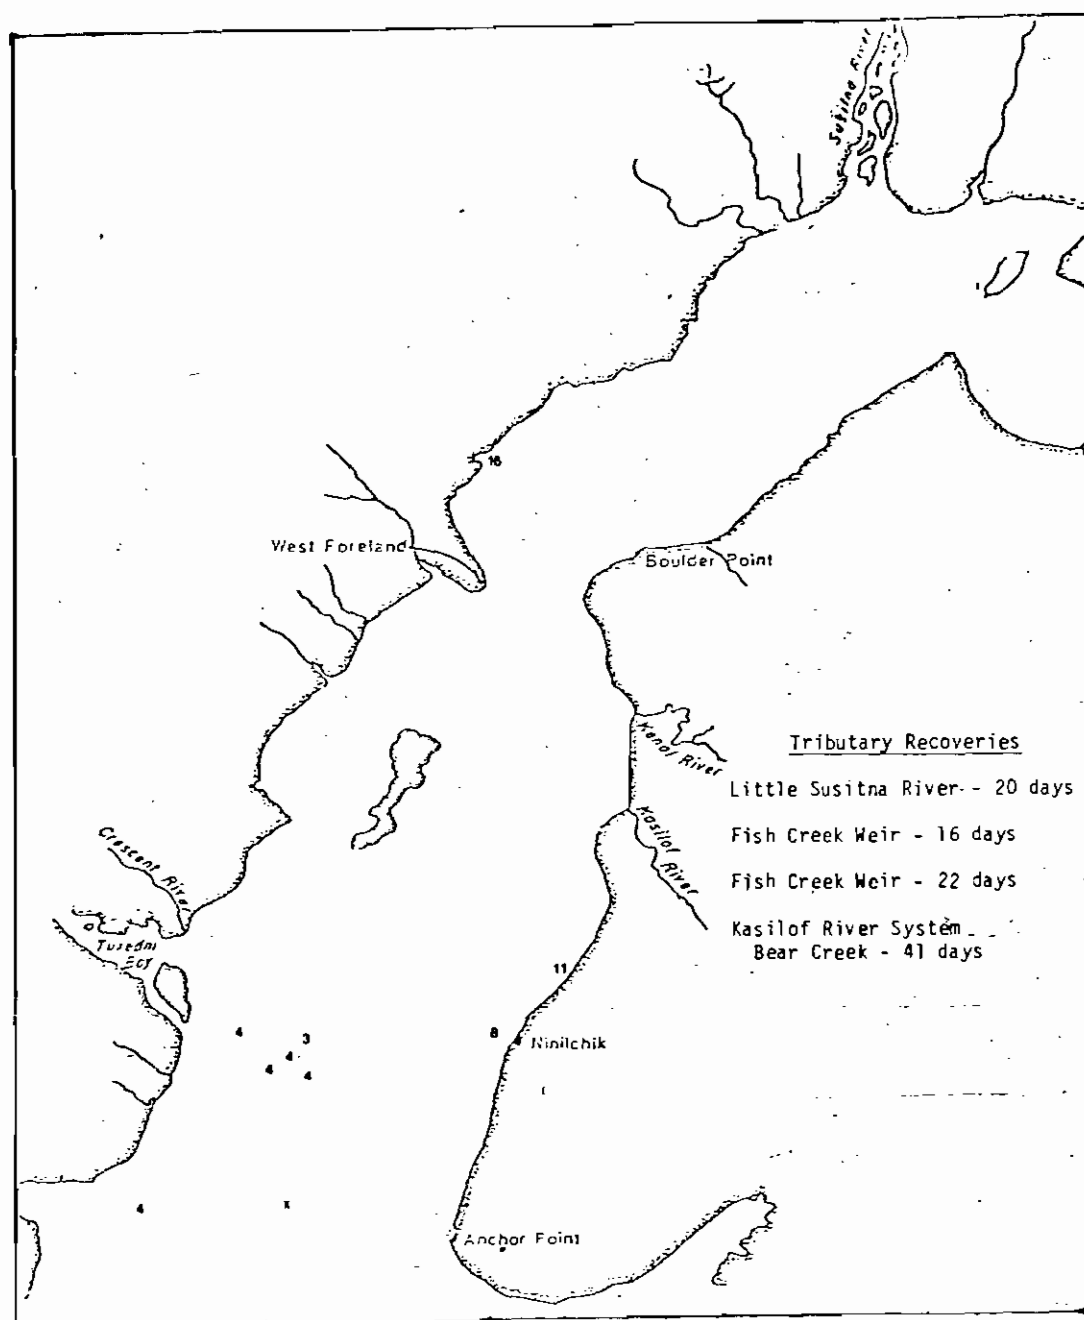 Susitna River
16
West Foreland
Boulder Point
Kenai River
Tributary Recoveries
Little Susitna River - 20 days
Kasilof River
Fish Creek Weir - 16 days
Crescent River
Fish Creek Weir - 22 days
Kasilof River System
Bear Creek - 41 days
11
4
3
8
Ninilchik
4
4
4
4
x
Anchor Point